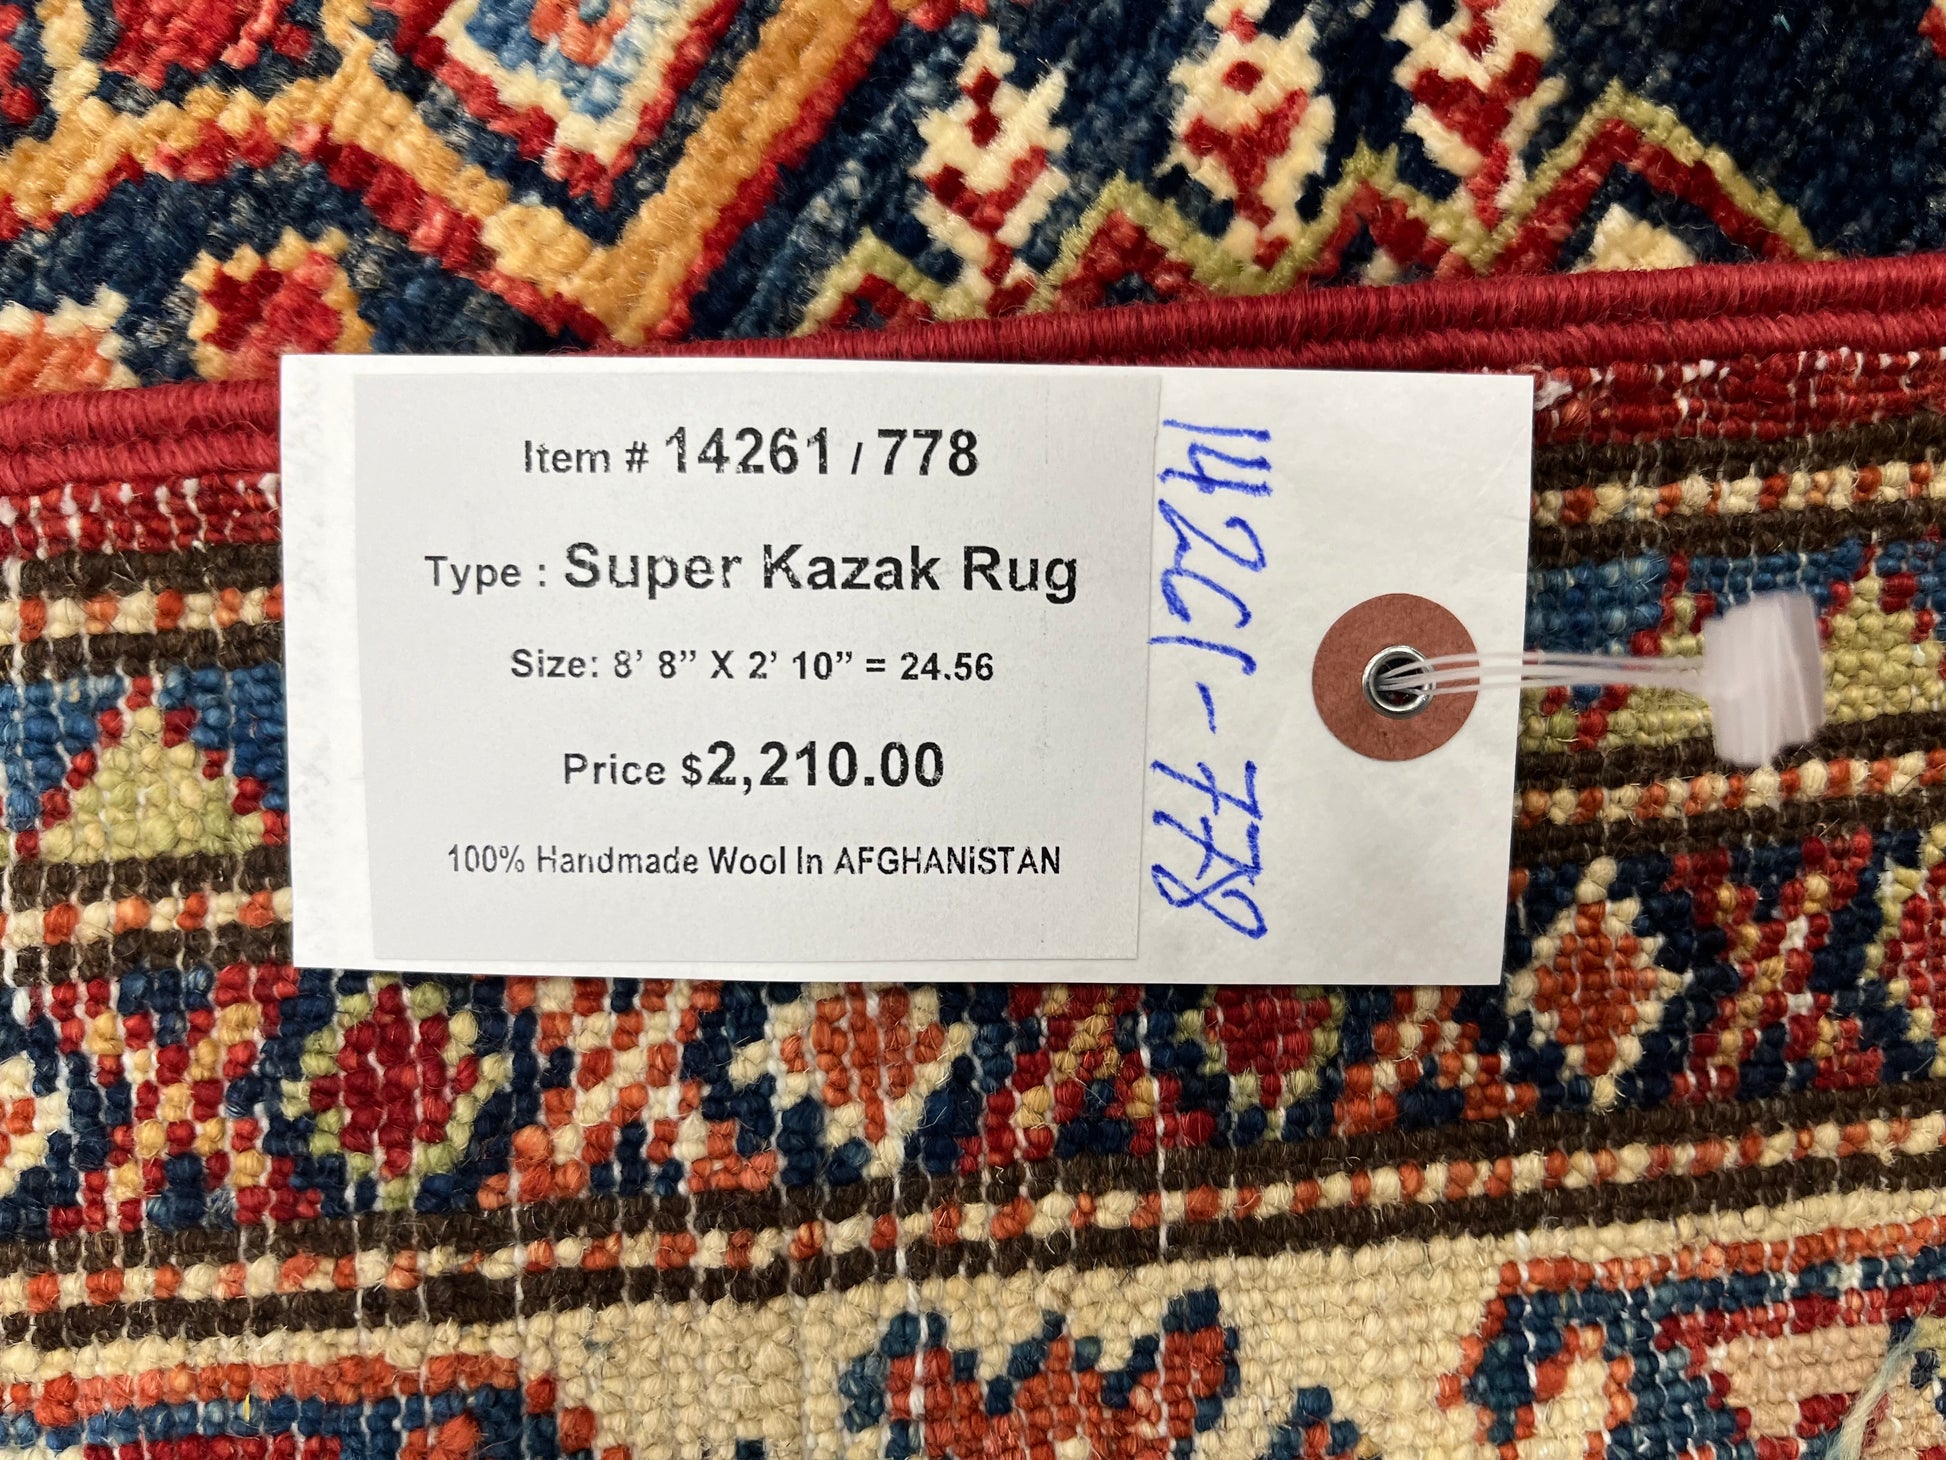 Item # 14261 / 778
Type : Super Kazak Rug
Size: 8’ 8” X 2’ 10” = 24.56
Price $2,210.00
100% Handmade Wool In AFGHANiSTAN
14261-778